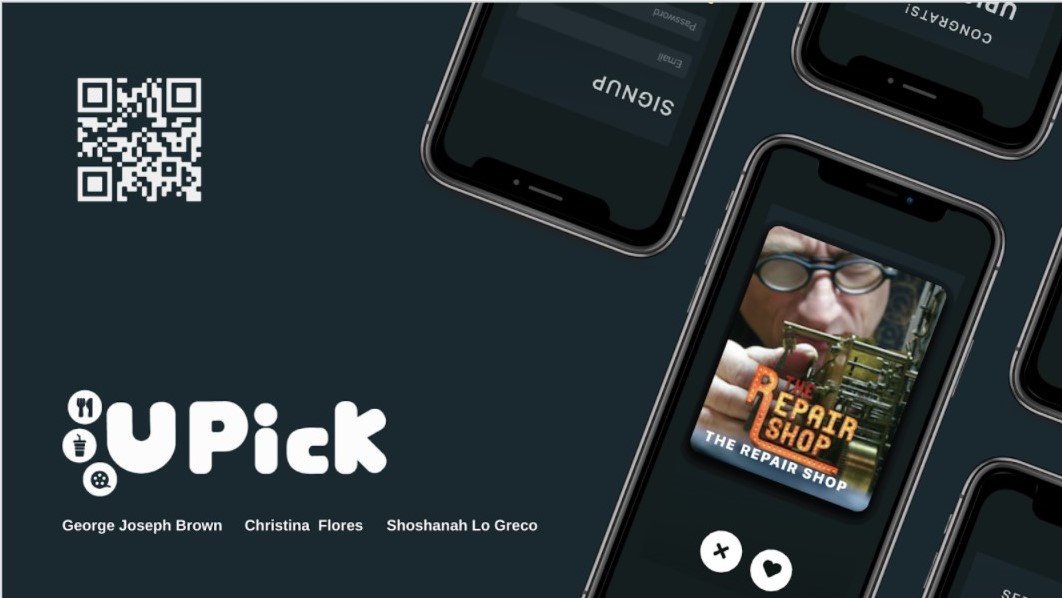 Password
Email
SIGNUP
CONGRATS!
THE
REPAIR
SHOP
THE REPAIR SHOP
UPick
George Joseph Brown Christina Flores Shoshanah Lo Greco